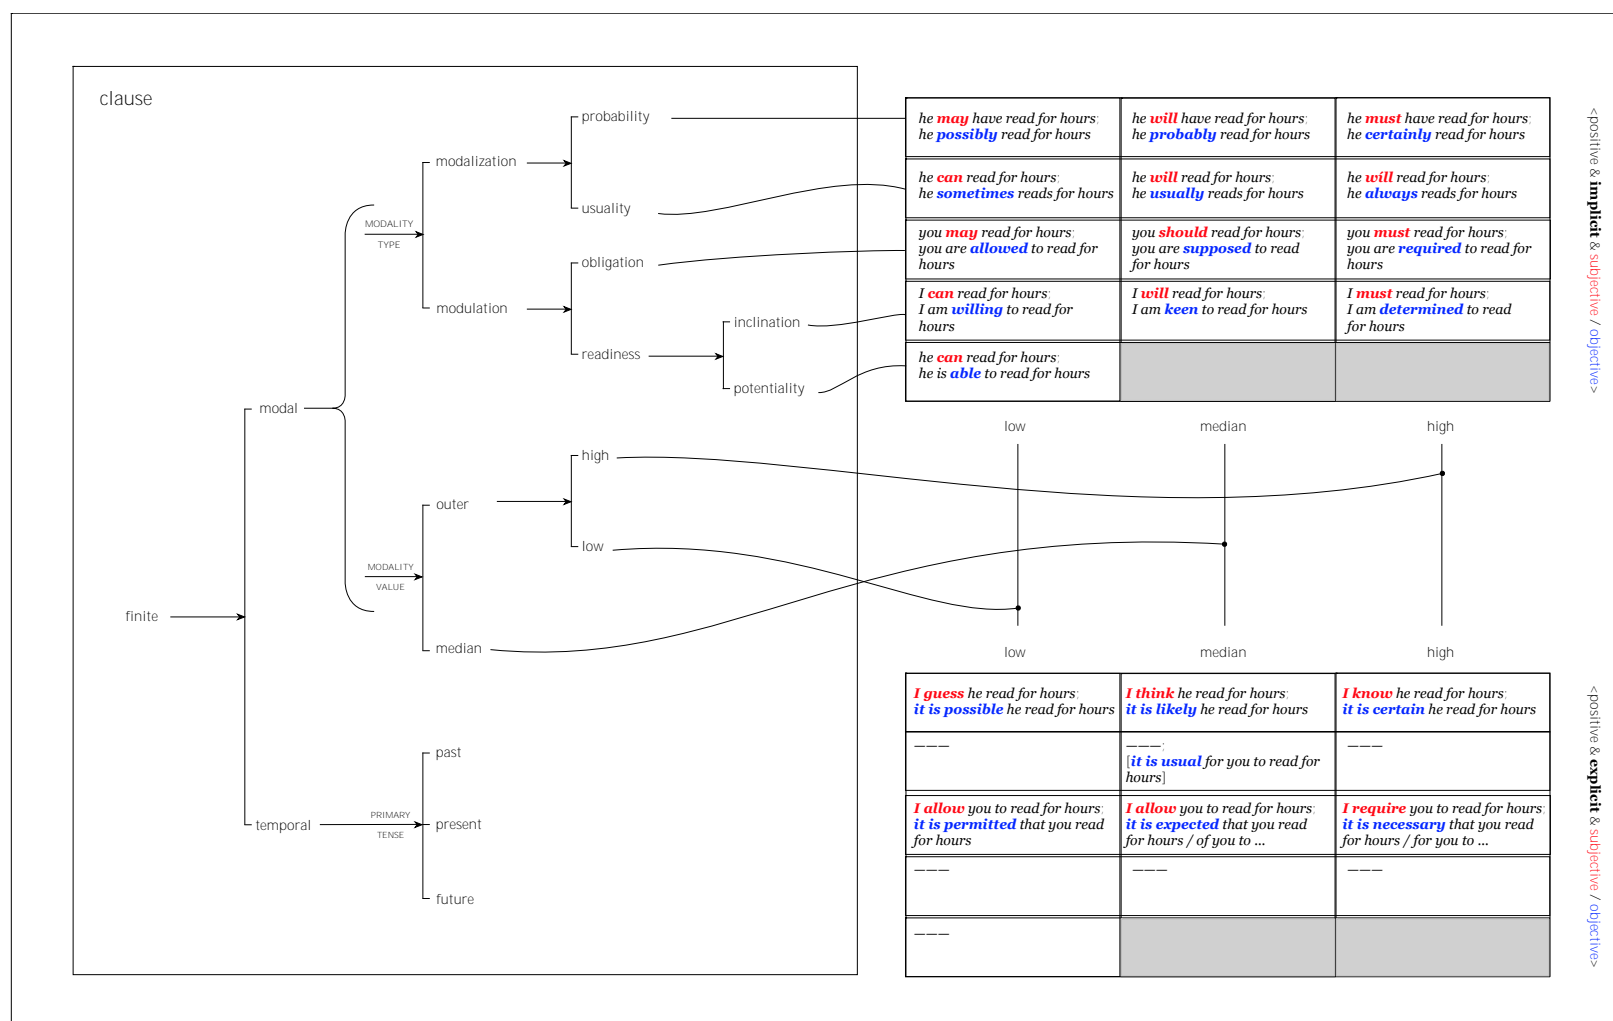 clause
probability
modalization
usuality
MODALITY
TYPE
obligation
modulation
inclination
readiness
potentiality
modal
high
outer
low
MODALITY
VALUE
finite
median
past
PRIMARY
temporal
present
TENSE
future
he may have read for hours;
he possibly read for hours
he will have read for hours;
he probably read for hours
he must have read for hours;
he certainly read for hours
he can read for hours;
he sometimes reads for hours
he will read for hours;
he usually reads for hours
he will read for hours;
he always reads for hours
you may read for hours;
you are allowed to read for
hours
you should read for hours;
you are supposed to read
for hours
you must read for hours;
you are required to read for
hours
I can read for hours;
I am willing to read for
hours
I will read for hours;
I am keen to read for hours
I must read for hours;
I am determined to read
for hours
he can read for hours;
he is able to read for hours
<positive & implicit & subjective / objective>
low median high
low median high
I guess he read for hours;
it is possible he read for hours
I think he read for hours;
it is likely he read for hours
I know he read for hours;
it is certain he read for hours
———
———;
[it is usual for you to read for
hours]
———
I allow you to read for hours;
it is permitted that you read
for hours
I allow you to read for hours;
it is expected that you read
for hours / of you to ...
I require you to read for hours;
it is necessary that you read
for hours / for you to ...
———
———
———
———
<positive & explicit & subjective / objective>